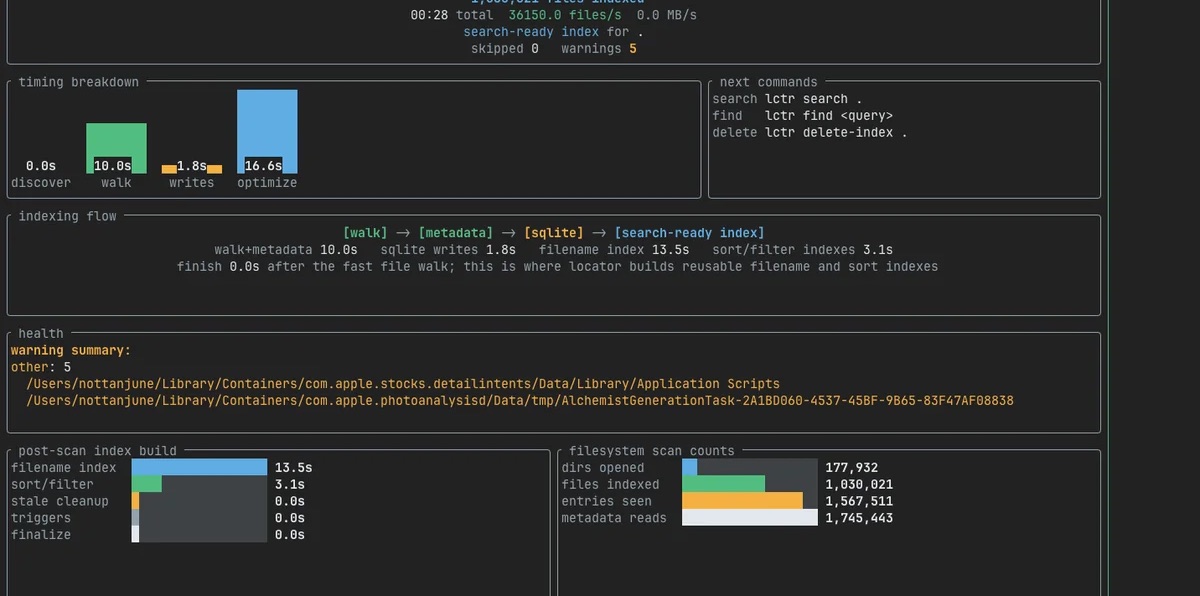 1,030,021 files indexed
00:28 total 36150.0 files/s 0.0 MB/s
search-ready index for .
skipped 0 warnings 5
timing breakdown
0.0s 10.0s 1.8s 16.6s
discover walk writes optimize
next commands
search lctr search .
find lctr find <query>
delete lctr delete-index .
indexing flow
[walk] → [metadata] → [sqlite] → [search-ready index]
walk+metadata 10.0s sqlite writes 1.8s filename index 13.5s sort/filter indexes 3.1s
finish 0.0s after the fast file walk; this is where locator builds reusable filename and sort indexes
health
warning summary:
other: 5
/Users/nottanjune/Library/Containers/com.apple.stocks.detailintents/Data/Library/Application Scripts
/Users/nottanjune/Library/Containers/com.apple.photoanalysisd/Data/tmp/AlchemistGenerationTask-2A1BD060-4537-45BF-9B65-83F47AF08838
post-scan index build
filename index 13.5s
sort/filter 3.1s
stale cleanup 0.0s
triggers 0.0s
finalize 0.0s
filesystem scan counts
dirs opened 177,932
files indexed 1,030,021
entries seen 1,567,511
metadata reads 1,745,443